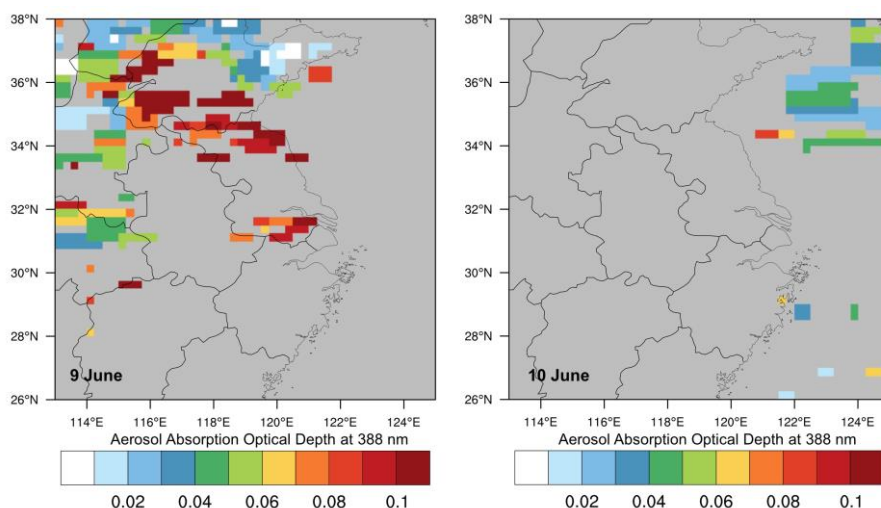 38°N
36°N
34°N
32°N
30°N
28°N
26°N
9 June
114°E 116°E 118°E 120°E 122°E 124°E
Aerosol Absorption Optical Depth at 388 nm
0.02 0.04 0.06 0.08 0.1
38°N
36°N
34°N
32°N
30°N
28°N
26°N
10 June
114°E 116°E 118°E 120°E 122°E 124°E
Aerosol Absorption Optical Depth at 388 nm
0.02 0.04 0.06 0.08 0.1